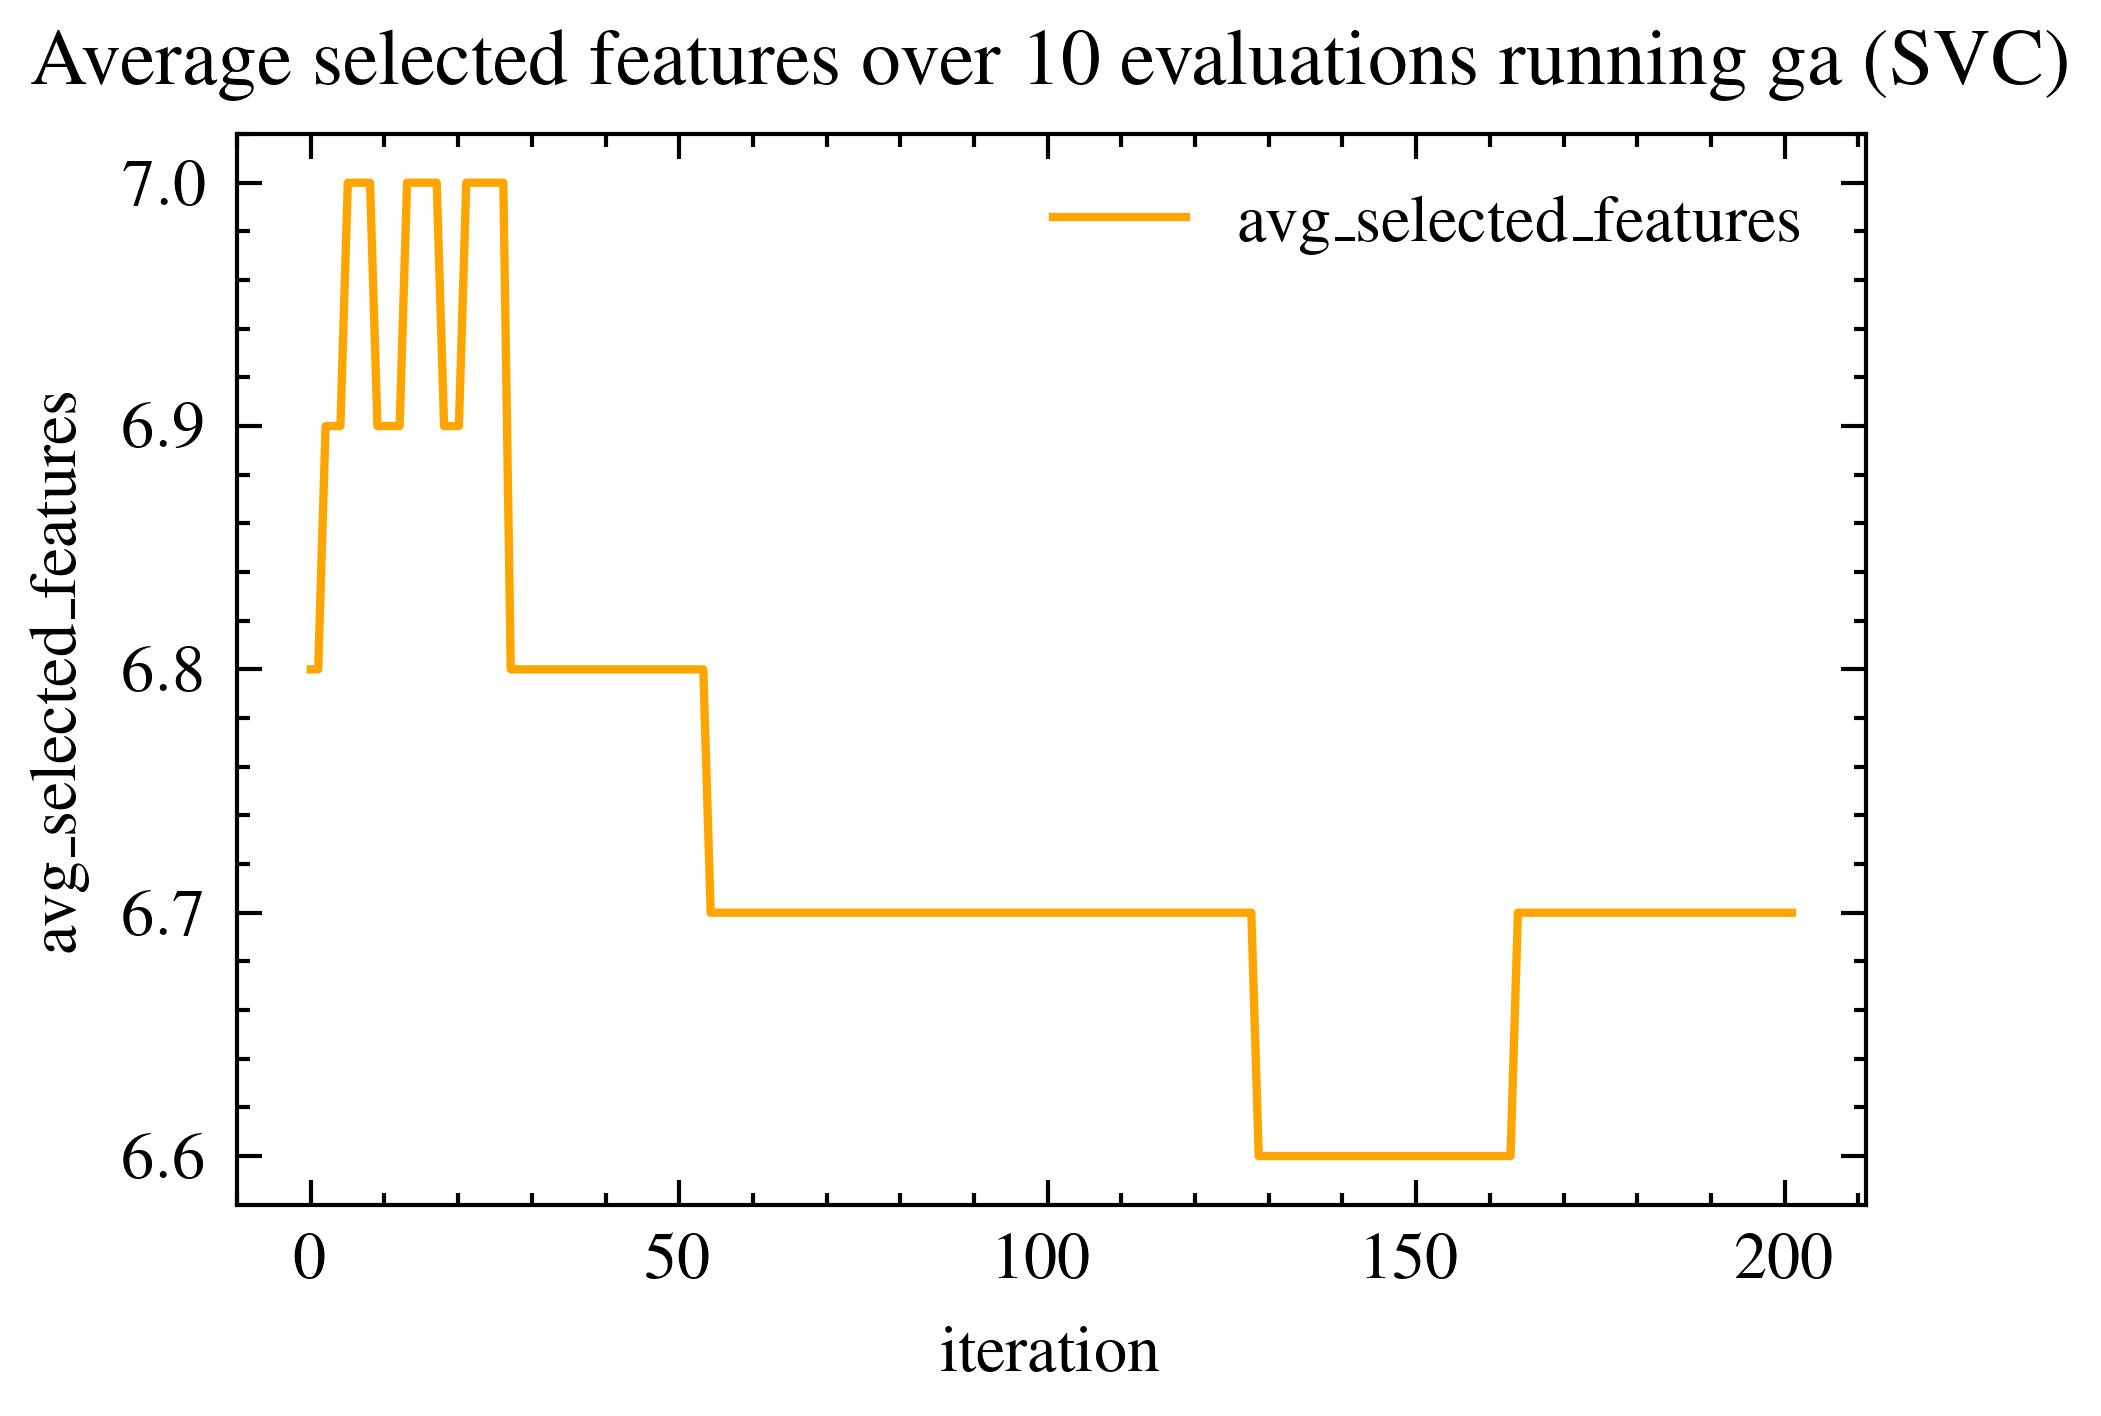 Average selected features over 10 evaluations running ga (SVC)
avg_selected_features
7.0
6.9
6.8
6.7
6.6
avg_selected_features
0 50 100 150 200
iteration